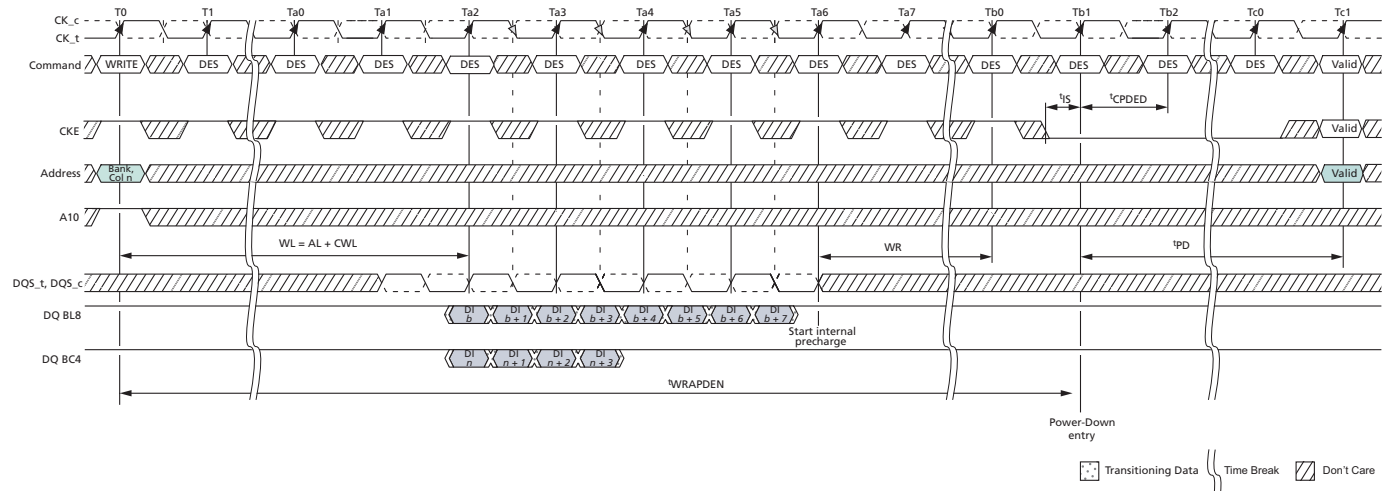 T0 T1 Ta0 Ta1 Ta2 Ta3 Ta4 Ta5 Ta6 Ta7 Tb0 Tb1 Tb2 Tc0 Tc1
CK_c
CK_t
Command WRITE DES DES DES DES DES DES DES DES DES DES DES DES DES Valid
tIS tCPDED
CKE Valid
Address Bank, Col n Valid
A10
WL = AL + CWL WR tPD
DQS_t, DQS_c
DQ BL8 DI b DI b + 1 DI b + 2 DI b + 3 DI b + 4 DI b + 5 DI b + 6 DI b + 7
Start internal
precharge
DQ BC4 DI n DI n + 1 DI n + 2 DI n + 3
tWRAPDEN
Power-Down
entry
Transitioning Data Time Break Don't Care